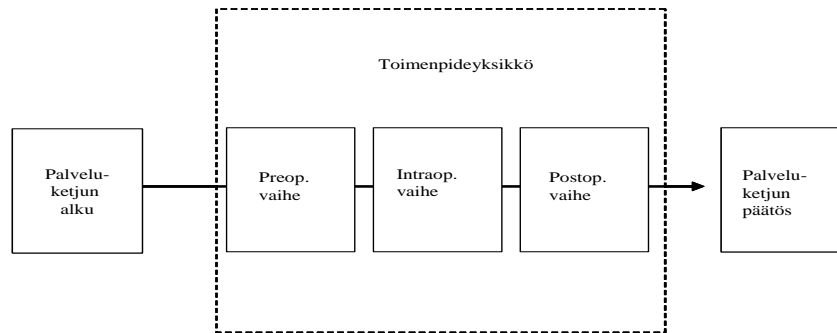 Toimenpideyksikkö
Palvelu-
ketjun
alku
Preop.
vaihe
Intraop.
vaihe
Postop.
vaihe
Palvelu-
ketjun
päätös